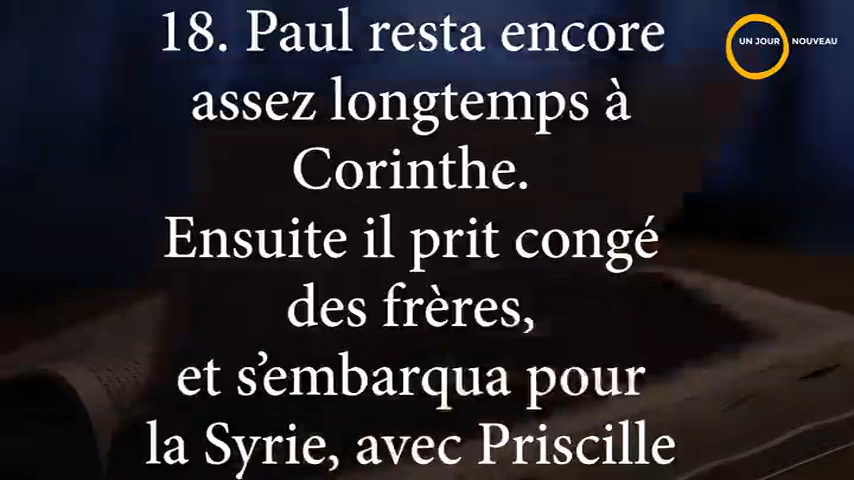 18. Paul resta encore
assez longtemps à
Corinthe.
Ensuite il prit congé
des frères,
et s’embarqua pour
la Syrie, avec Priscille
UN JOUR NOUVEAU